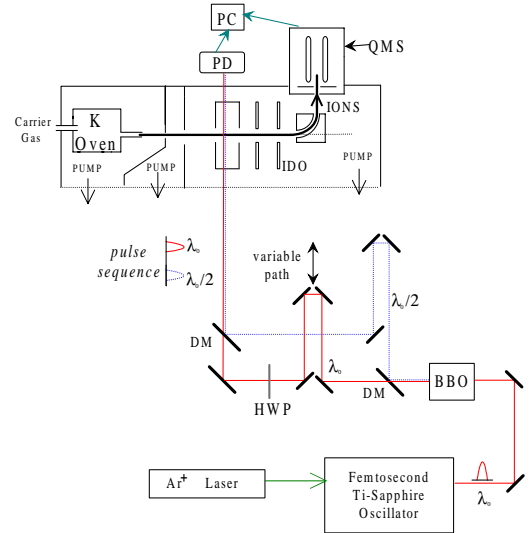 PC
QMS
PD
IONS
Carrier
Gas
K
Oven
IDO
PUMP
PUMP
PUMP
pulse
sequence
λₒ
λₒ/2
variable
path
λₒ/2
DM
λₒ
HWP
DM
BBO
Ar⁺ Laser
Femtosecond
Ti-Sapphire
Oscillator
λₒ